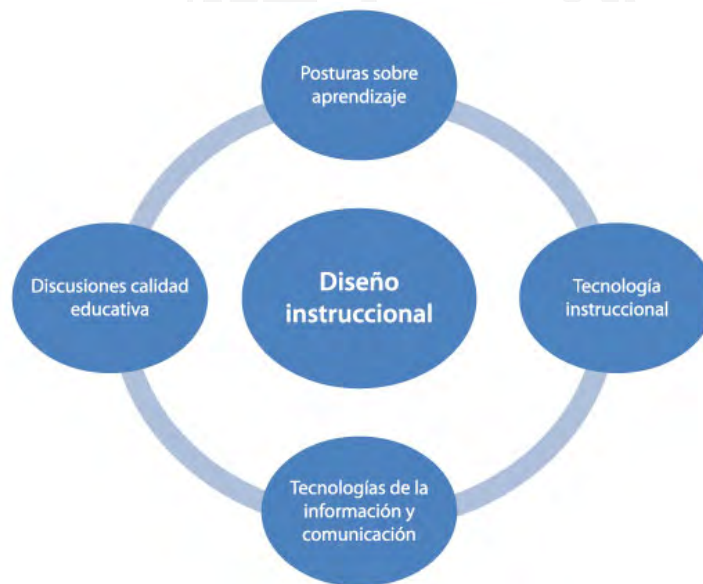 Posturas sobre
aprendizaje
Discusiones calidad
educativa
Diseño
instruccional
Tecnología
instruccional
Tecnologías de la
información y
comunicación